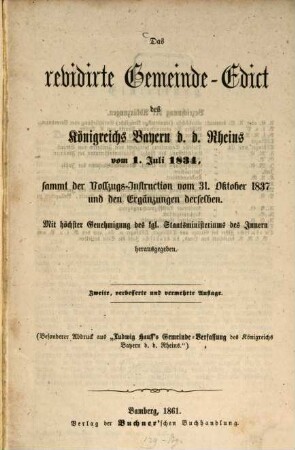 Das
revidirte Gemeinde-Edict
des
Königreichs Bayern d. d. Rheins
vom 1. Juli 1834,
sammt der Vollzugs-Instruction vom 31. Oktober 1837
und den Ergänzungen derselben.
Mit höchster Genehmigung des kgl. Staatsministeriums des Innern
herausgegeben.
Zweite, verbesserte und vermehrte Auflage.
(Besonderer Abdruck aus „Ludwig Hauff's Gemeinde-Verfassung des Königreichs
Bayern d. d. Rheins.")
Bamberg, 1861.
Verlag der Buchner'schen Buchhandlung.